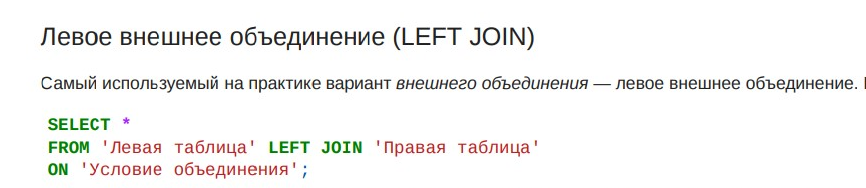 Левое внешнее объединение (LEFT JOIN)
Самый используемый на практике вариант внешнего объединения — левое внешнее объединение.
SELECT *
FROM 'Левая таблица' LEFT JOIN 'Правая таблица'
ON 'Условие объединения';